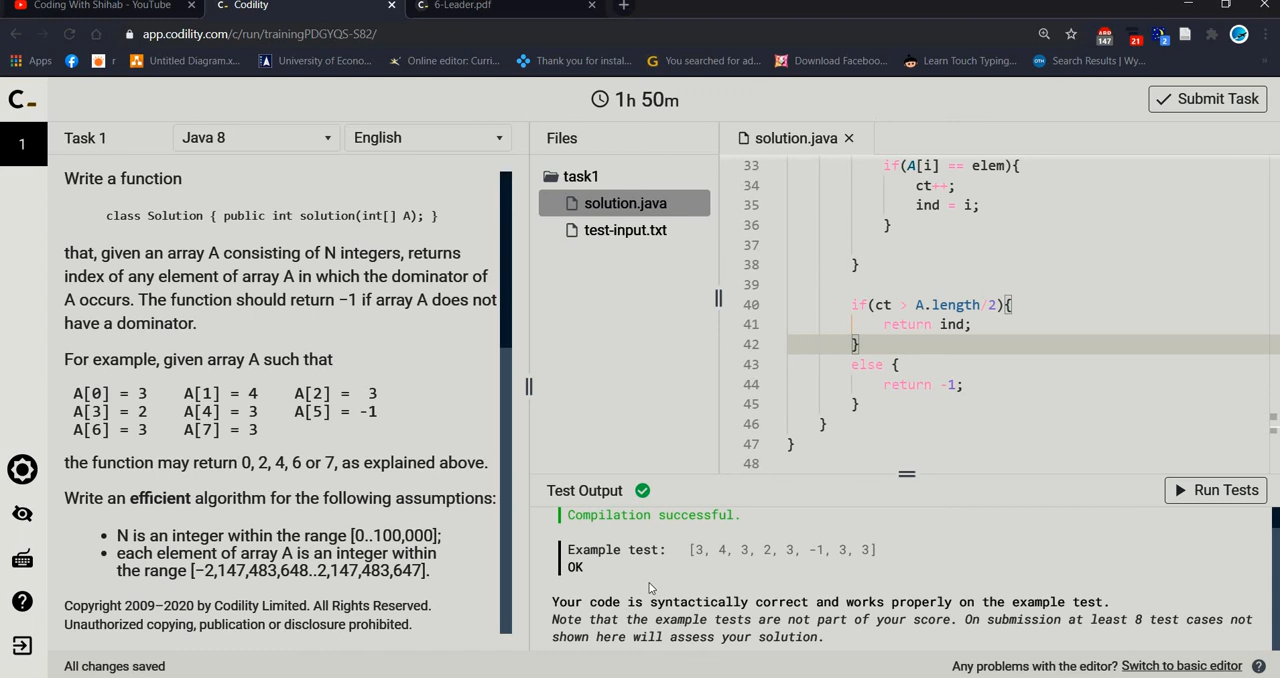 Coding With Shihab - YouTube
Codility
6-Leader.pdf
app.codility.com/c/run/trainingPDGYQS-S82/
147
21
2
Apps
r
Untitled Diagram.x...
University of Econo...
Online editor: Curri...
Thank you for instal...
You searched for ad...
Download Faceboo...
Learn Touch Typing...
Search Results | Wy...
1h 50m
Submit Task
1
Task 1
Java 8
English
Files
solution.java
Write a function
class Solution { public int solution(int[] A); }
that, given an array A consisting of N integers, returns
index of any element of array A in which the dominator of
A occurs. The function should return −1 if array A does not
have a dominator.
For example, given array A such that
A[0] = 3 A[1] = 4 A[2] = 3
A[3] = 2 A[4] = 3 A[5] = -1
A[6] = 3 A[7] = 3
the function may return 0, 2, 4, 6 or 7, as explained above.
Write an efficient algorithm for the following assumptions:
• N is an integer within the range [0..100,000];
• each element of array A is an integer within
the range [−2,147,483,648..2,147,483,647].
Copyright 2009–2020 by Codility Limited. All Rights Reserved.
Unauthorized copying, publication or disclosure prohibited.
task1
solution.java
test-input.txt
33 if(A[i] == elem){
34 ct++;
35 ind = i;
36 }
37
38 }
39
40 if(ct > A.length/2){
41 return ind;
42 }
43 else {
44 return -1;
45 }
46 }
47 }
48
Test Output
Run Tests
Compilation successful.
Example test: [3, 4, 3, 2, 3, -1, 3, 3]
OK
Your code is syntactically correct and works properly on the example test.
Note that the example tests are not part of your score. On submission at least 8 test cases not
shown here will assess your solution.
All changes saved
Any problems with the editor? Switch to basic editor